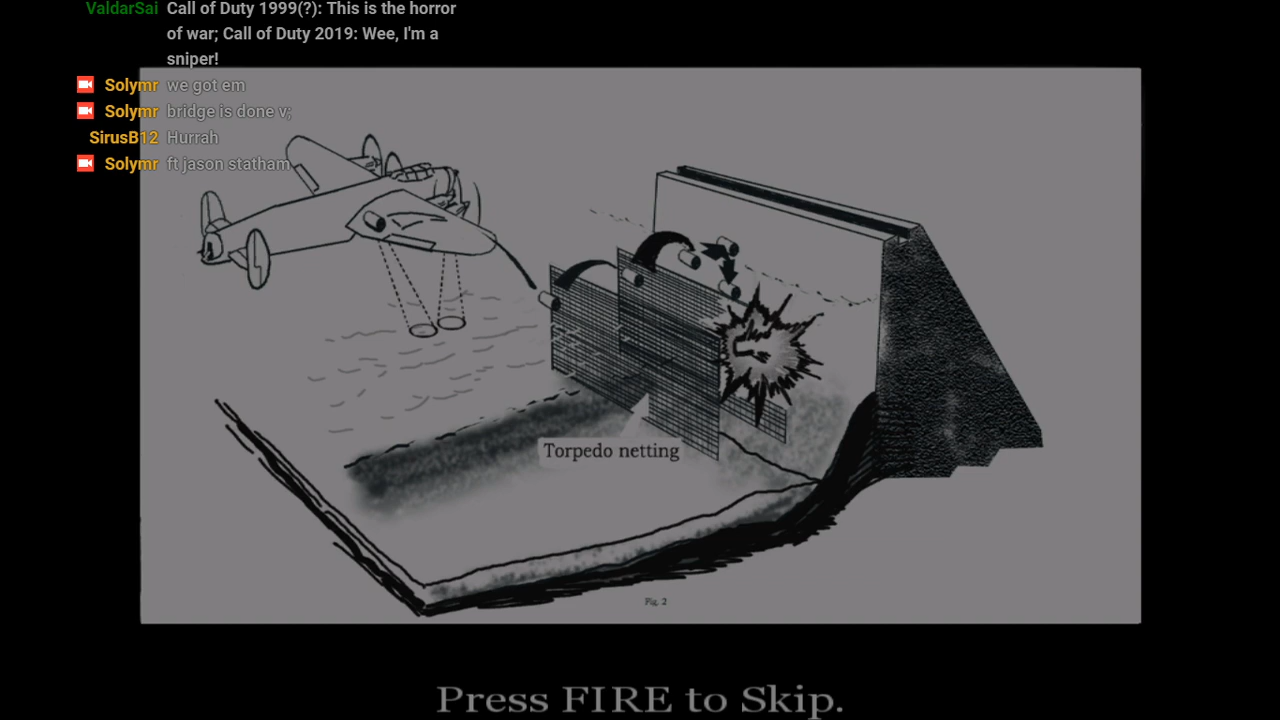 ValdarSai Call of Duty 1999(?): This is the horror
of war; Call of Duty 2019: Wee, I'm a
sniper!
Solymr we got em
Solymr bridge is done v;
SirusB12 Hurrah
Solymr ft jason statham
Torpedo netting
Fig. 2
Press FIRE to Skip.